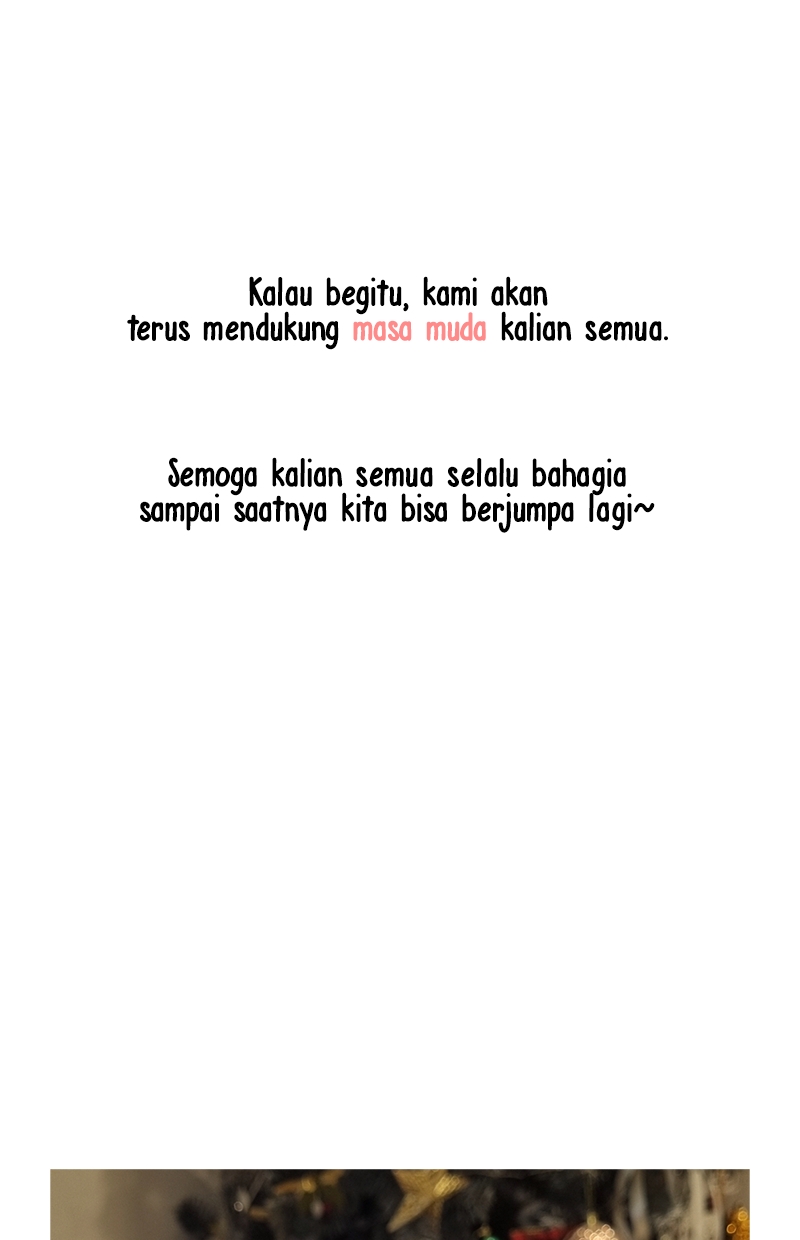 Kalau begitu, kami akan
terus mendukung masa muda kalian semua.
Semoga kalian semua selalu bahagia
sampai saatnya kita bisa berjumpa lagi~